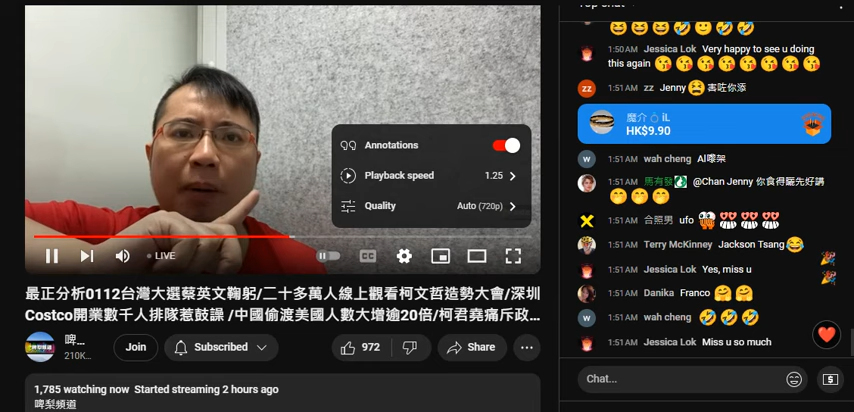 Top chat
1:50 AM Jessica Lok Very happy to see u doing
this again
1:51 AM zz Jenny 害咗你添
魔介 iL
HK$9.90
1:51 AM wah cheng AI嚟架
1:51 AM 馬有發 @Chan Jenny 你食得曬先好講
1:51 AM 合照男 ufo
1:51 AM Terry McKinney Jackson Tsang
1:51 AM Jessica Lok Yes, miss u
1:51 AM Danika Franco
1:51 AM wah cheng
1:51 AM Jessica Lok Miss u so much
Chat...
Annotations
Playback speed 1.25
Quality Auto (720p)
LIVE
CC
最正分析0112台灣大選蔡英文鞠躬/二十多萬人線上觀看柯文哲造勢大會/深圳
Costco開業數千人排隊惹鼓譟 /中國偷渡美國人數大增逾20倍/柯君堯痛斥政...
啤...
210K...
Join
Subscribed
972
Share
1,785 watching now Started streaming 2 hours ago
啤梨頻道